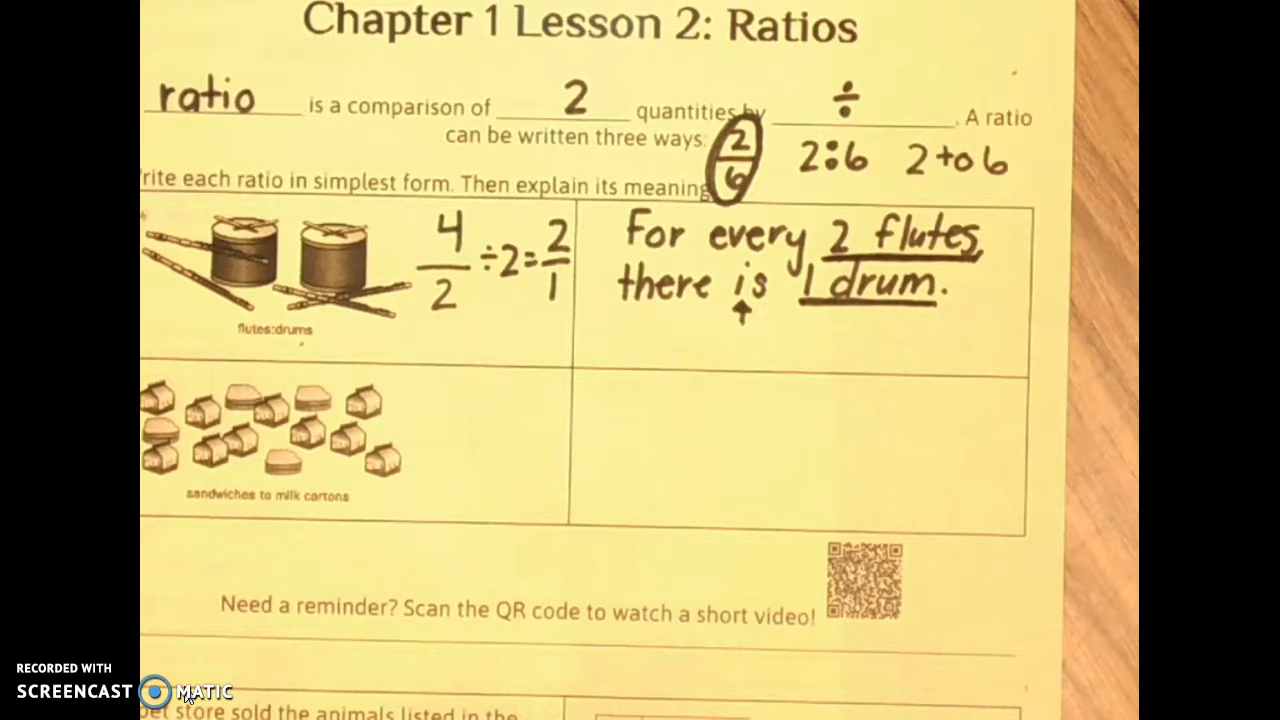 Chapter 1 Lesson 2: Ratios
ratio is a comparison of 2 quantities by ÷ . A ratio
can be written three ways: 2/6 2:6 2 to 6
rite each ratio in simplest form. Then explain its meaning
4/2 ÷2= 2/1
For every 2 flutes,
there is 1 drum.
flutes:drums
sandwiches to milk cartons
Need a reminder? Scan the QR code to watch a short video!
pet store sold the animals listed in the
RECORDED WITH
SCREENCAST MATIC